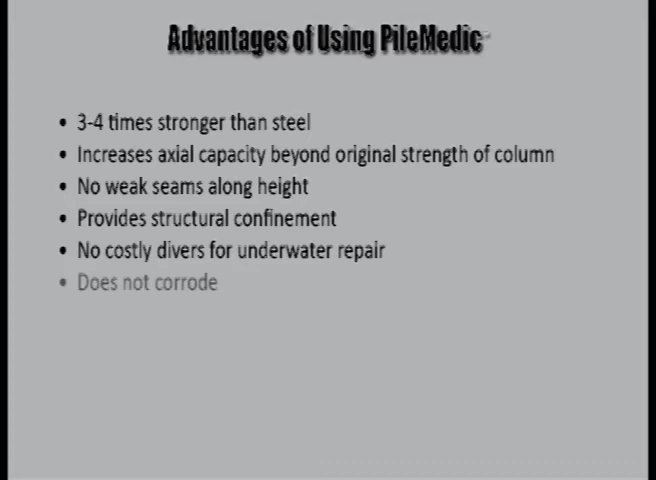 Advantages of Using PileMedic
• 3-4 times stronger than steel
• Increases axial capacity beyond original strength of column
• No weak seams along height
• Provides structural confinement
• No costly divers for underwater repair
• Does not corrode